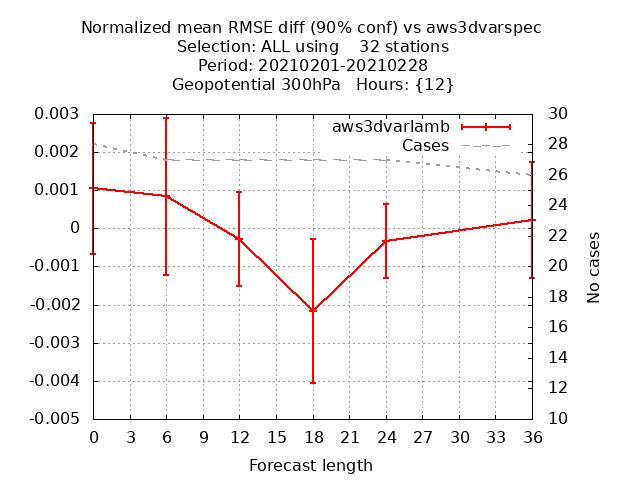 Normalized mean RMSE diff (90% conf) vs aws3dvarspec
Selection: ALL using    32 stations
Period: 20210201-20210228
Geopotential 300hPa   Hours: {12}
aws3dvarlamb
Cases
0.003
0.002
0.001
0
-0.001
-0.002
-0.003
-0.004
-0.005
30
28
26
24
22
20
18
16
14
12
10
No cases
0 3 6 9 12 15 18 21 24 27 30 33 36
Forecast length